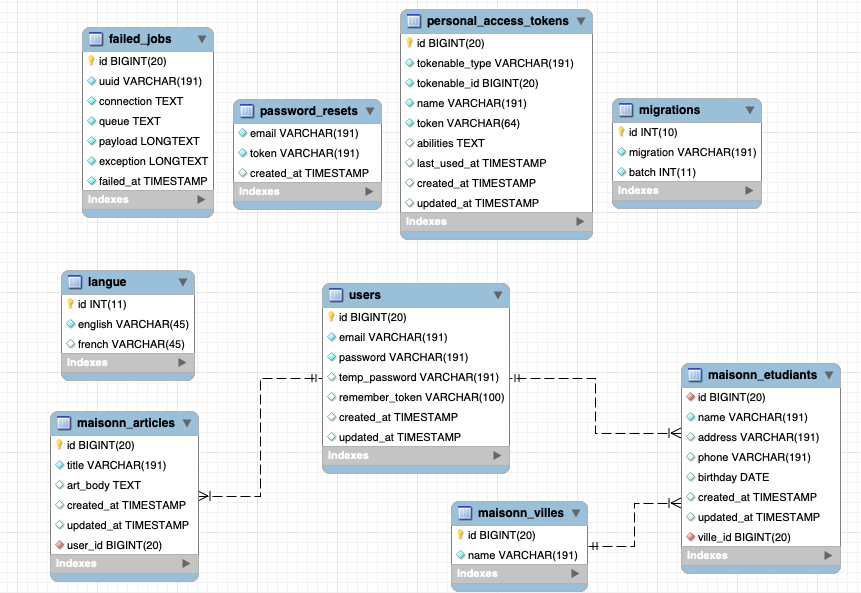 failed_jobs
id BIGINT(20)
uuid VARCHAR(191)
connection TEXT
queue TEXT
payload LONGTEXT
exception LONGTEXT
failed_at TIMESTAMP
Indexes
password_resets
email VARCHAR(191)
token VARCHAR(191)
created_at TIMESTAMP
Indexes
personal_access_tokens
id BIGINT(20)
tokenable_type VARCHAR(191)
tokenable_id BIGINT(20)
name VARCHAR(191)
token VARCHAR(64)
abilities TEXT
last_used_at TIMESTAMP
created_at TIMESTAMP
updated_at TIMESTAMP
Indexes
migrations
id INT(10)
migration VARCHAR(191)
batch INT(11)
Indexes
langue
id INT(11)
english VARCHAR(45)
french VARCHAR(45)
Indexes
users
id BIGINT(20)
email VARCHAR(191)
password VARCHAR(191)
temp_password VARCHAR(191)
remember_token VARCHAR(100)
created_at TIMESTAMP
updated_at TIMESTAMP
Indexes
maisonn_etudiants
id BIGINT(20)
name VARCHAR(191)
address VARCHAR(191)
phone VARCHAR(191)
birthday DATE
created_at TIMESTAMP
updated_at TIMESTAMP
ville_id BIGINT(20)
Indexes
maisonn_articles
id BIGINT(20)
title VARCHAR(191)
art_body TEXT
created_at TIMESTAMP
updated_at TIMESTAMP
user_id BIGINT(20)
Indexes
maisonn_villes
id BIGINT(20)
name VARCHAR(191)
Indexes